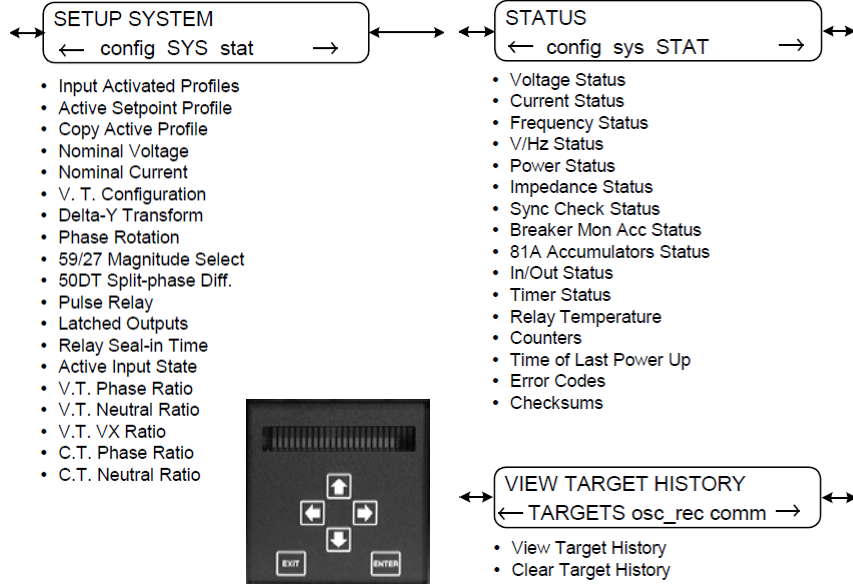 SETUP SYSTEM
← config SYS stat →
• Input Activated Profiles
• Active Setpoint Profile
• Copy Active Profile
• Nominal Voltage
• Nominal Current
• V. T. Configuration
• Delta-Y Transform
• Phase Rotation
• 59/27 Magnitude Select
• 50DT Split-phase Diff.
• Pulse Relay
• Latched Outputs
• Relay Seal-in Time
• Active Input State
• V.T. Phase Ratio
• V.T. Neutral Ratio
• V.T. VX Ratio
• C.T. Phase Ratio
• C.T. Neutral Ratio
STATUS
← config sys STAT →
• Voltage Status
• Current Status
• Frequency Status
• V/Hz Status
• Power Status
• Impedance Status
• Sync Check Status
• Breaker Mon Acc Status
• 81A Accumulators Status
• In/Out Status
• Timer Status
• Relay Temperature
• Counters
• Time of Last Power Up
• Error Codes
• Checksums
EXIT
ENTER
VIEW TARGET HISTORY
← TARGETS osc_rec comm →
• View Target History
• Clear Target History